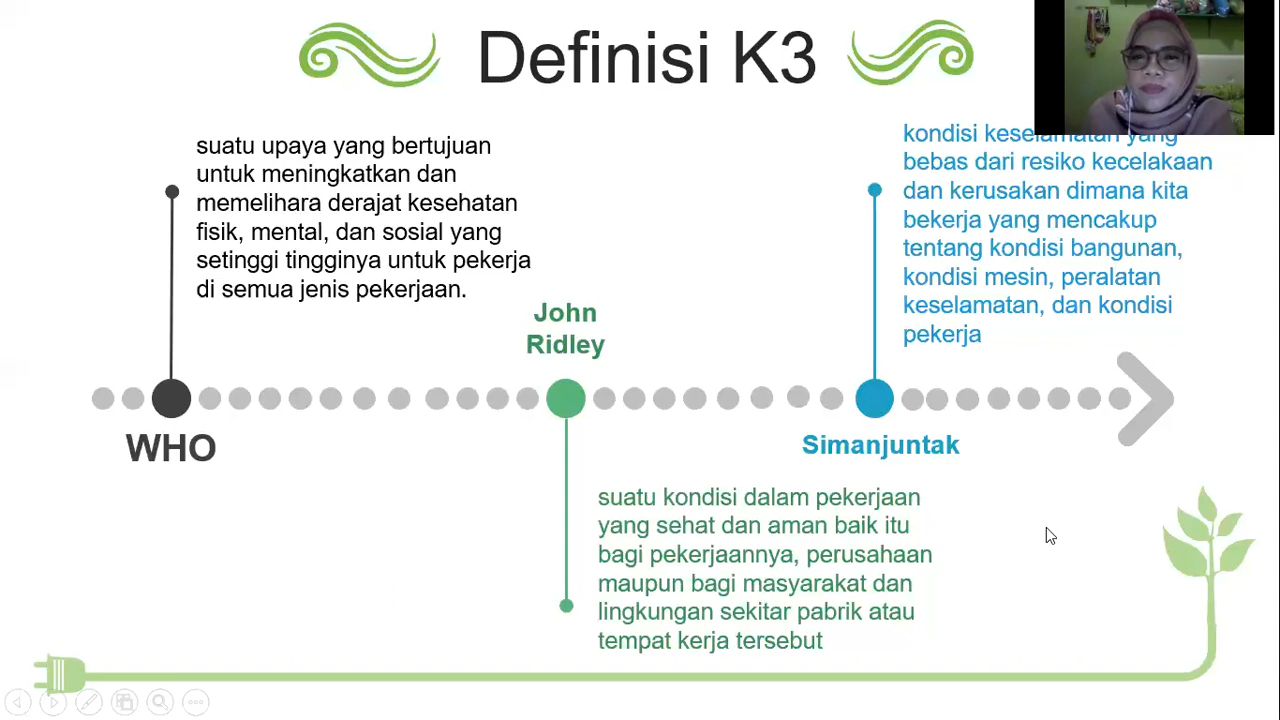 Definisi K3
suatu upaya yang bertujuan
untuk meningkatkan dan
memelihara derajat kesehatan
fisik, mental, dan sosial yang
setinggi tingginya untuk pekerja
di semua jenis pekerjaan.
WHO
John
Ridley
suatu kondisi dalam pekerjaan
yang sehat dan aman baik itu
bagi pekerjaannya, perusahaan
maupun bagi masyarakat dan
lingkungan sekitar pabrik atau
tempat kerja tersebut
kondisi keselamatan yang
bebas dari resiko kecelakaan
dan kerusakan dimana kita
bekerja yang mencakup
tentang kondisi bangunan,
kondisi mesin, peralatan
keselamatan, dan kondisi
pekerja
Simanjuntak